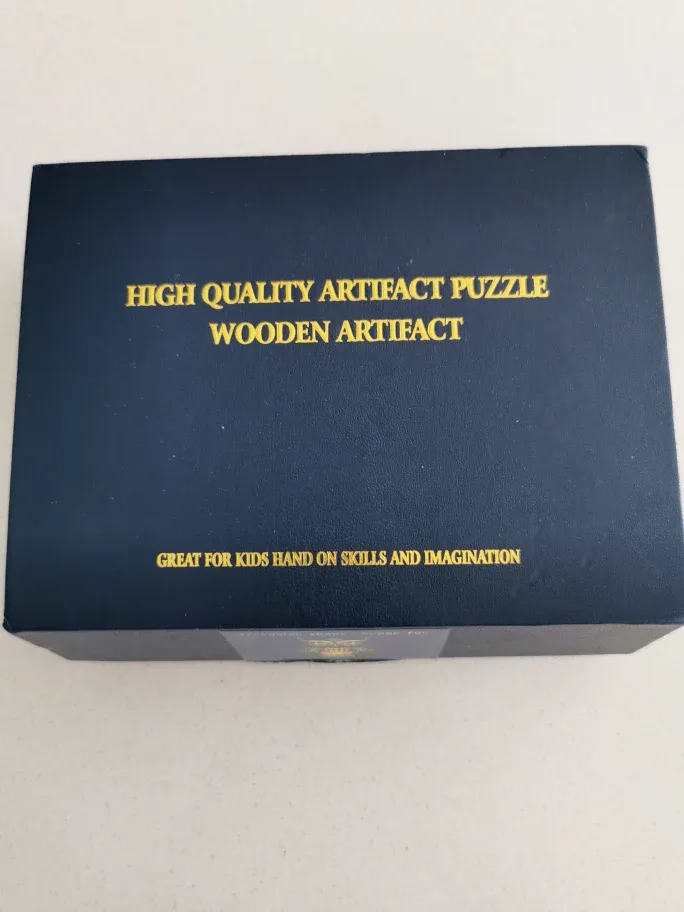 HIGH QUALITY ARTIFACT PUZZLE
WOODEN ARTIFACT
GREAT FOR KIDS HAND ON SKILLS AND IMAGINATION